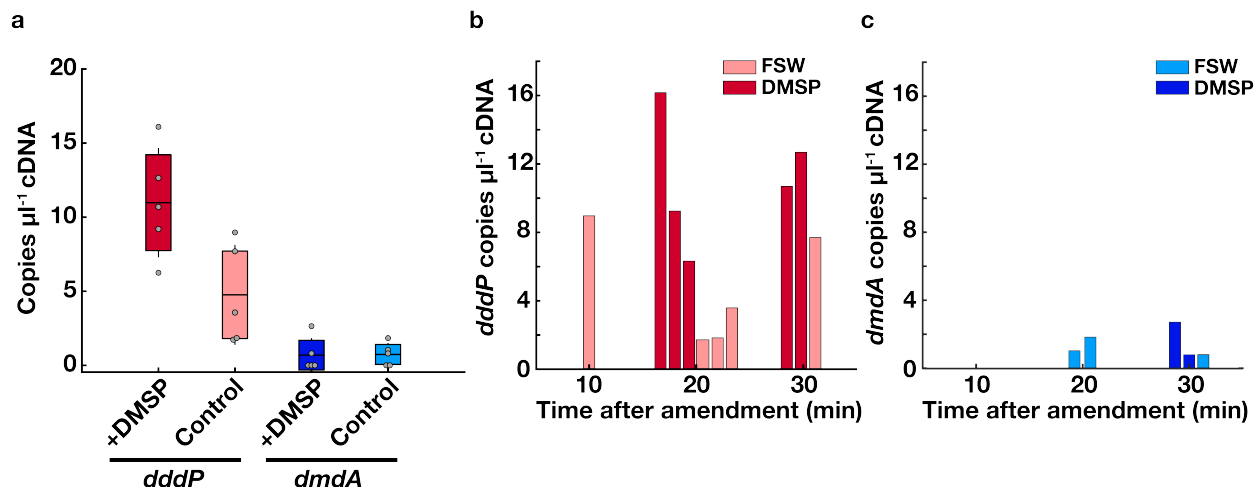 a
20
15
10
5
0
Copies µl⁻¹ cDNA
+DMSP
Control
+DMSP
Control
dddP
dmdA
b
FSW
DMSP
16
12
8
4
0
dddP copies µl⁻¹ cDNA
10
20
30
Time after amendment (min)
c
FSW
DMSP
16
12
8
4
0
dmdA copies µl⁻¹ cDNA
10
20
30
Time after amendment (min)